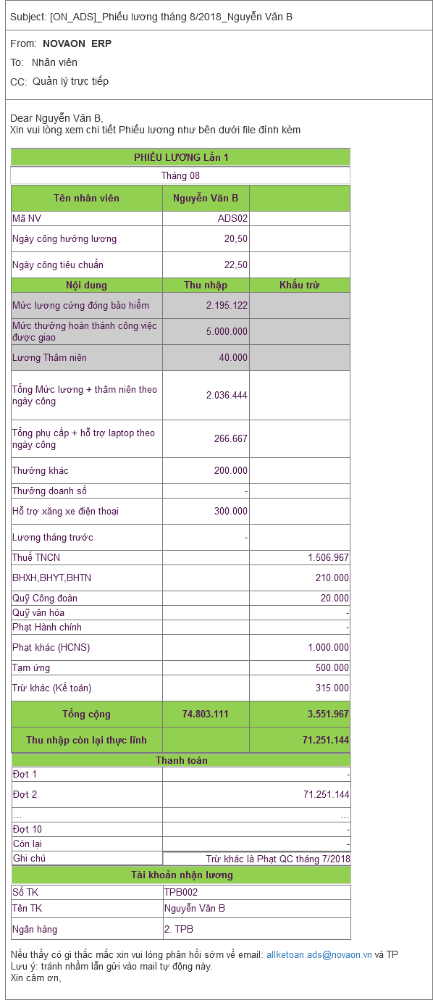 Subject: [ON_ADS]_Phiếu lương tháng 8/2018_Nguyễn Văn B
From: NOVAON ERP
To: Nhân viên
CC: Quản lý trực tiếp
Dear Nguyễn Văn B,
Xin vui lòng xem chi tiết Phiếu lương như bên dưới file đính kèm
PHIẾU LƯƠNG Lần 1
Tháng 08
Tên nhân viên Nguyễn Văn B
Mã NV ADS02
Ngày công hưởng lương 20,50
Ngày công tiêu chuẩn 22,50
Nội dung Thu nhập Khấu trừ
Mức lương cứng đóng bảo hiểm 2.195.122
Mức thưởng hoàn thành công việc
được giao 5.000.000
Lương Thâm niên 40.000
Tổng Mức lương + thâm niên theo
ngày công 2.036.444
Tổng phụ cấp + hỗ trợ laptop theo
ngày công 266.667
Thưởng khác 200.000
Thưởng doanh số -
Hỗ trợ xăng xe điện thoại 300.000
Lương tháng trước -
Thuế TNCN 1.506.967
BHXH,BHYT,BHTN 210.000
Quỹ Công đoàn 20.000
Quỹ văn hóa -
Phạt Hành chính -
Phạt khác (HCNS) 1.000.000
Tạm ứng 500.000
Trừ khác (Kế toán) 315.000
Tổng cộng 74.803.111 3.551.967
Thu nhập còn lại thực lĩnh 71.251.144
Thanh toán
Đợt 1 -
Đợt 2 71.251.144
... ...
Đợt 10 -
Còn lại -
Ghi chú Trừ khác là Phạt QC tháng 7/2018
Tài khoản nhận lương
Số TK TPB002
Tên TK Nguyễn Văn B
Ngân hàng 2. TPB
Nếu thấy có gì thắc mắc xin vui lòng phản hồi sớm về email: allketoan.ads@novaon.vn và TP
Lưu ý: tránh nhầm lẫn gửi vào mail tự động này.
Xin cảm ơn,